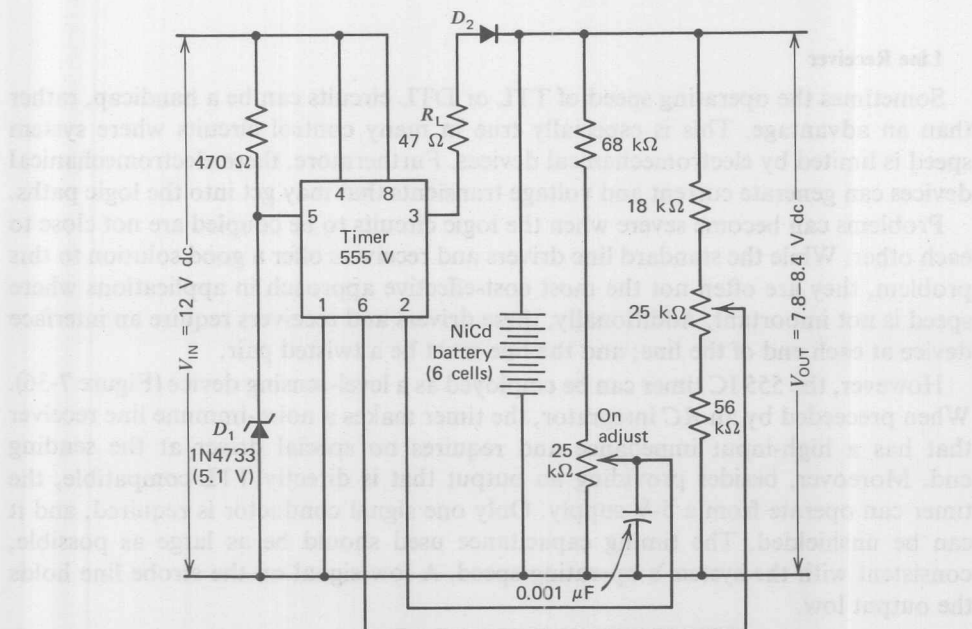 Line Receiver
Sometimes the operating speed of TTL or DTL circuits can be a handicap, rather
than an advantage. This is especially true in many control circuits where system
speed is limited by electromechanical devices. Furthermore, the electromechanical
devices can generate current and voltage transients that may get into the logic paths.
Problems can become severe when the logic circuits to be coupled are not close to
each other. While the standard line drivers and receivers offer a good solution to this
problem, they are often not the most cost-effective approach in applications where
speed is not important. Additionally, these drivers and receivers require an interface
device at each end of the line, and the line must be a twisted pair.
However, the 555 IC timer can be employed as a level-sensing device (Figure 7-36).
When preceded by an RC integrator, the timer makes a noise-immune line receiver
that has a high-input impedance and requires no special driver at the sending
end. Moreover, besides providing an output that is directly TTL compatible, the
timer can operate from a 5-V supply. Only one signal conductor is required, and it
can be unshielded. The timing capacitance used should be as large as possible,
consistent with the system's operating speed. A low signal on the strobe line holds
the output low.
D2
RL
47
Ω
470 Ω
68 kΩ
18 kΩ
4
8
5
3
Timer
555 V
1
6
2
VIN = 12 V dc
VOUT = 7.8-8.4 V dc
25 kΩ
NiCd
battery
(6 cells)
56
kΩ
On
adjust
25
kΩ
D1
1N4733
(5.1 V)
0.001 μF